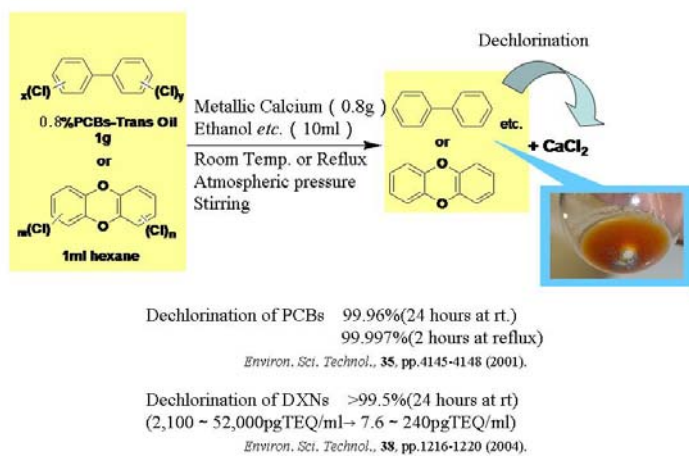 Dechlorination
x(Cl)
(Cl)y
0.8%PCBs-Trans Oil
1g
or
m(Cl)
O
O
(Cl)n
1ml hexane
Metallic Calcium ( 0.8g )
Ethanol etc. ( 10ml )
Room Temp. or Reflux
Atmospheric pressure
Stirring
etc.
or
O
O
+ CaCl2
Dechlorination of PCBs 99.96%(24 hours at rt.)
99.997%(2 hours at reflux)
Environ. Sci. Technol., 35, pp.4145-4148 (2001).
Dechlorination of DXNs >99.5%(24 hours at rt)
(2,100 ~ 52,000pgTEQ/ml→ 7.6 ~ 240pgTEQ/ml)
Environ. Sci. Technol., 38, pp.1216-1220 (2004).